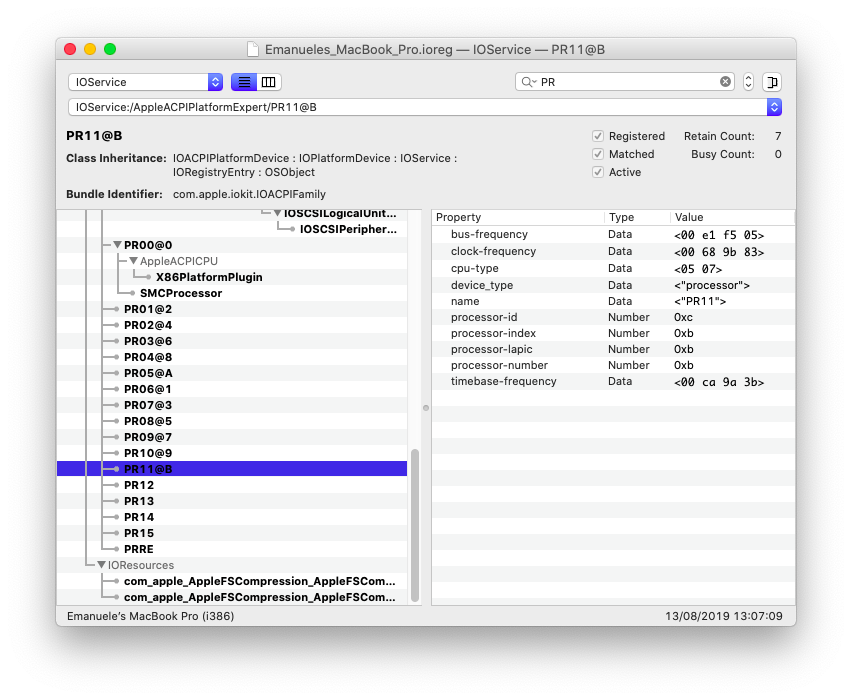 Emanueles_MacBook_Pro.ioreg — IOService — PR11@B
IOService
PR
IOService:/AppleACPIPlatformExpert/PR11@B
PR11@B
Class Inheritance: IOACPIPlatformDevice : IOPlatformDevice : IOService :
IORegistryEntry : OSObject
Bundle Identifier: com.apple.iokit.IOACPIFamily
Registered Retain Count: 7
Matched Busy Count: 0
Active
IOSCSILogicalUnit...
IOSCSIPeripher...
PR00@0
AppleACPICPU
X86PlatformPlugin
SMCProcessor
PR01@2
PR02@4
PR03@6
PR04@8
PR05@A
PR06@1
PR07@3
PR08@5
PR09@7
PR10@9
PR11@B
PR12
PR13
PR14
PR15
PRRE
IOResources
com_apple_AppleFSCompression_AppleFSCom...
com_apple_AppleFSCompression_AppleFSCom...
Property Type Value
bus-frequency Data <00 e1 f5 05>
clock-frequency Data <00 68 9b 83>
cpu-type Data <05 07>
device_type Data <"processor">
name Data <"PR11">
processor-id Number 0xc
processor-index Number 0xb
processor-lapic Number 0xb
processor-number Number 0xb
timebase-frequency Data <00 ca 9a 3b>
Emanuele's MacBook Pro (i386)
13/08/2019 13:07:09